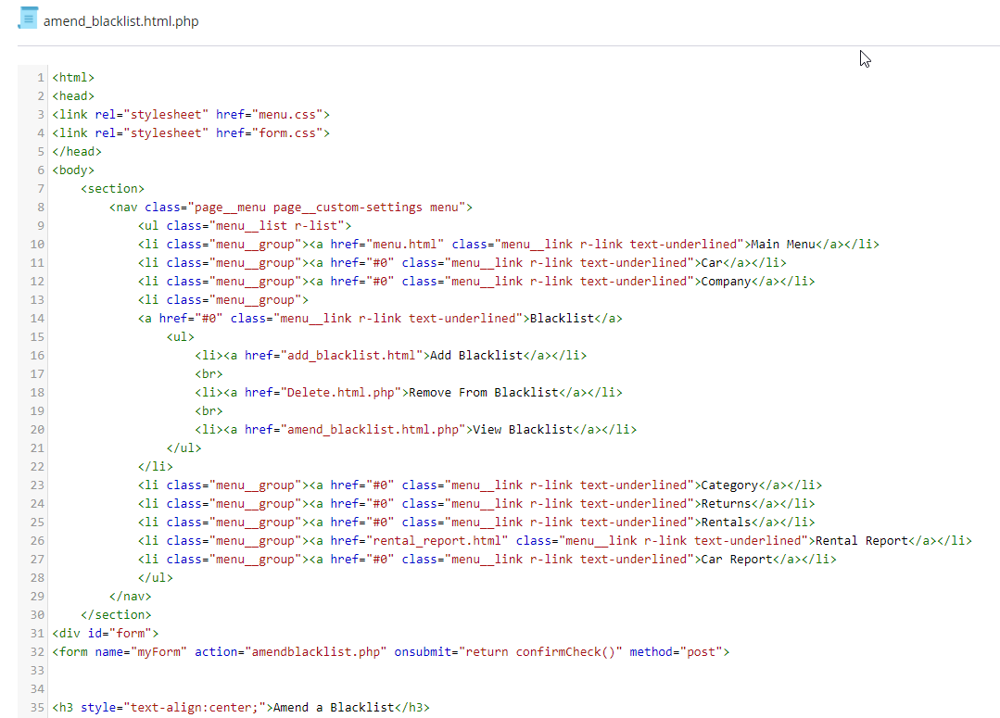 amend_blacklist.html.php
1 <html>
2 <head>
3 <link rel="stylesheet" href="menu.css">
4 <link rel="stylesheet" href="form.css">
5 </head>
6 <body>
7 <section>
8 <nav class="page__menu page__custom-settings menu">
9 <ul class="menu__list r-list">
10 <li class="menu__group"><a href="menu.html" class="menu__link r-link text-underlined">Main Menu</a></li>
11 <li class="menu__group"><a href="#0" class="menu__link r-link text-underlined">Car</a></li>
12 <li class="menu__group"><a href="#0" class="menu__link r-link text-underlined">Company</a></li>
13 <li class="menu__group">
14 <a href="#0" class="menu__link r-link text-underlined">Blacklist</a>
15 <ul>
16 <li><a href="add_blacklist.html">Add Blacklist</a></li>
17 <br>
18 <li><a href="Delete.html.php">Remove From Blacklist</a></li>
19 <br>
20 <li><a href="amend_blacklist.html.php">View Blacklist</a></li>
21 </ul>
22 </li>
23 <li class="menu__group"><a href="#0" class="menu__link r-link text-underlined">Category</a></li>
24 <li class="menu__group"><a href="#0" class="menu__link r-link text-underlined">Returns</a></li>
25 <li class="menu__group"><a href="#0" class="menu__link r-link text-underlined">Rentals</a></li>
26 <li class="menu__group"><a href="rental_report.html" class="menu__link r-link text-underlined">Rental Report</a></li>
27 <li class="menu__group"><a href="#0" class="menu__link r-link text-underlined">Car Report</a></li>
28 </ul>
29 </nav>
30 </section>
31 <div id="form">
32 <form name="myForm" action="amendblacklist.php" onsubmit="return confirmCheck()" method="post">
33
34
35 <h3 style="text-align:center;">Amend a Blacklist</h3>